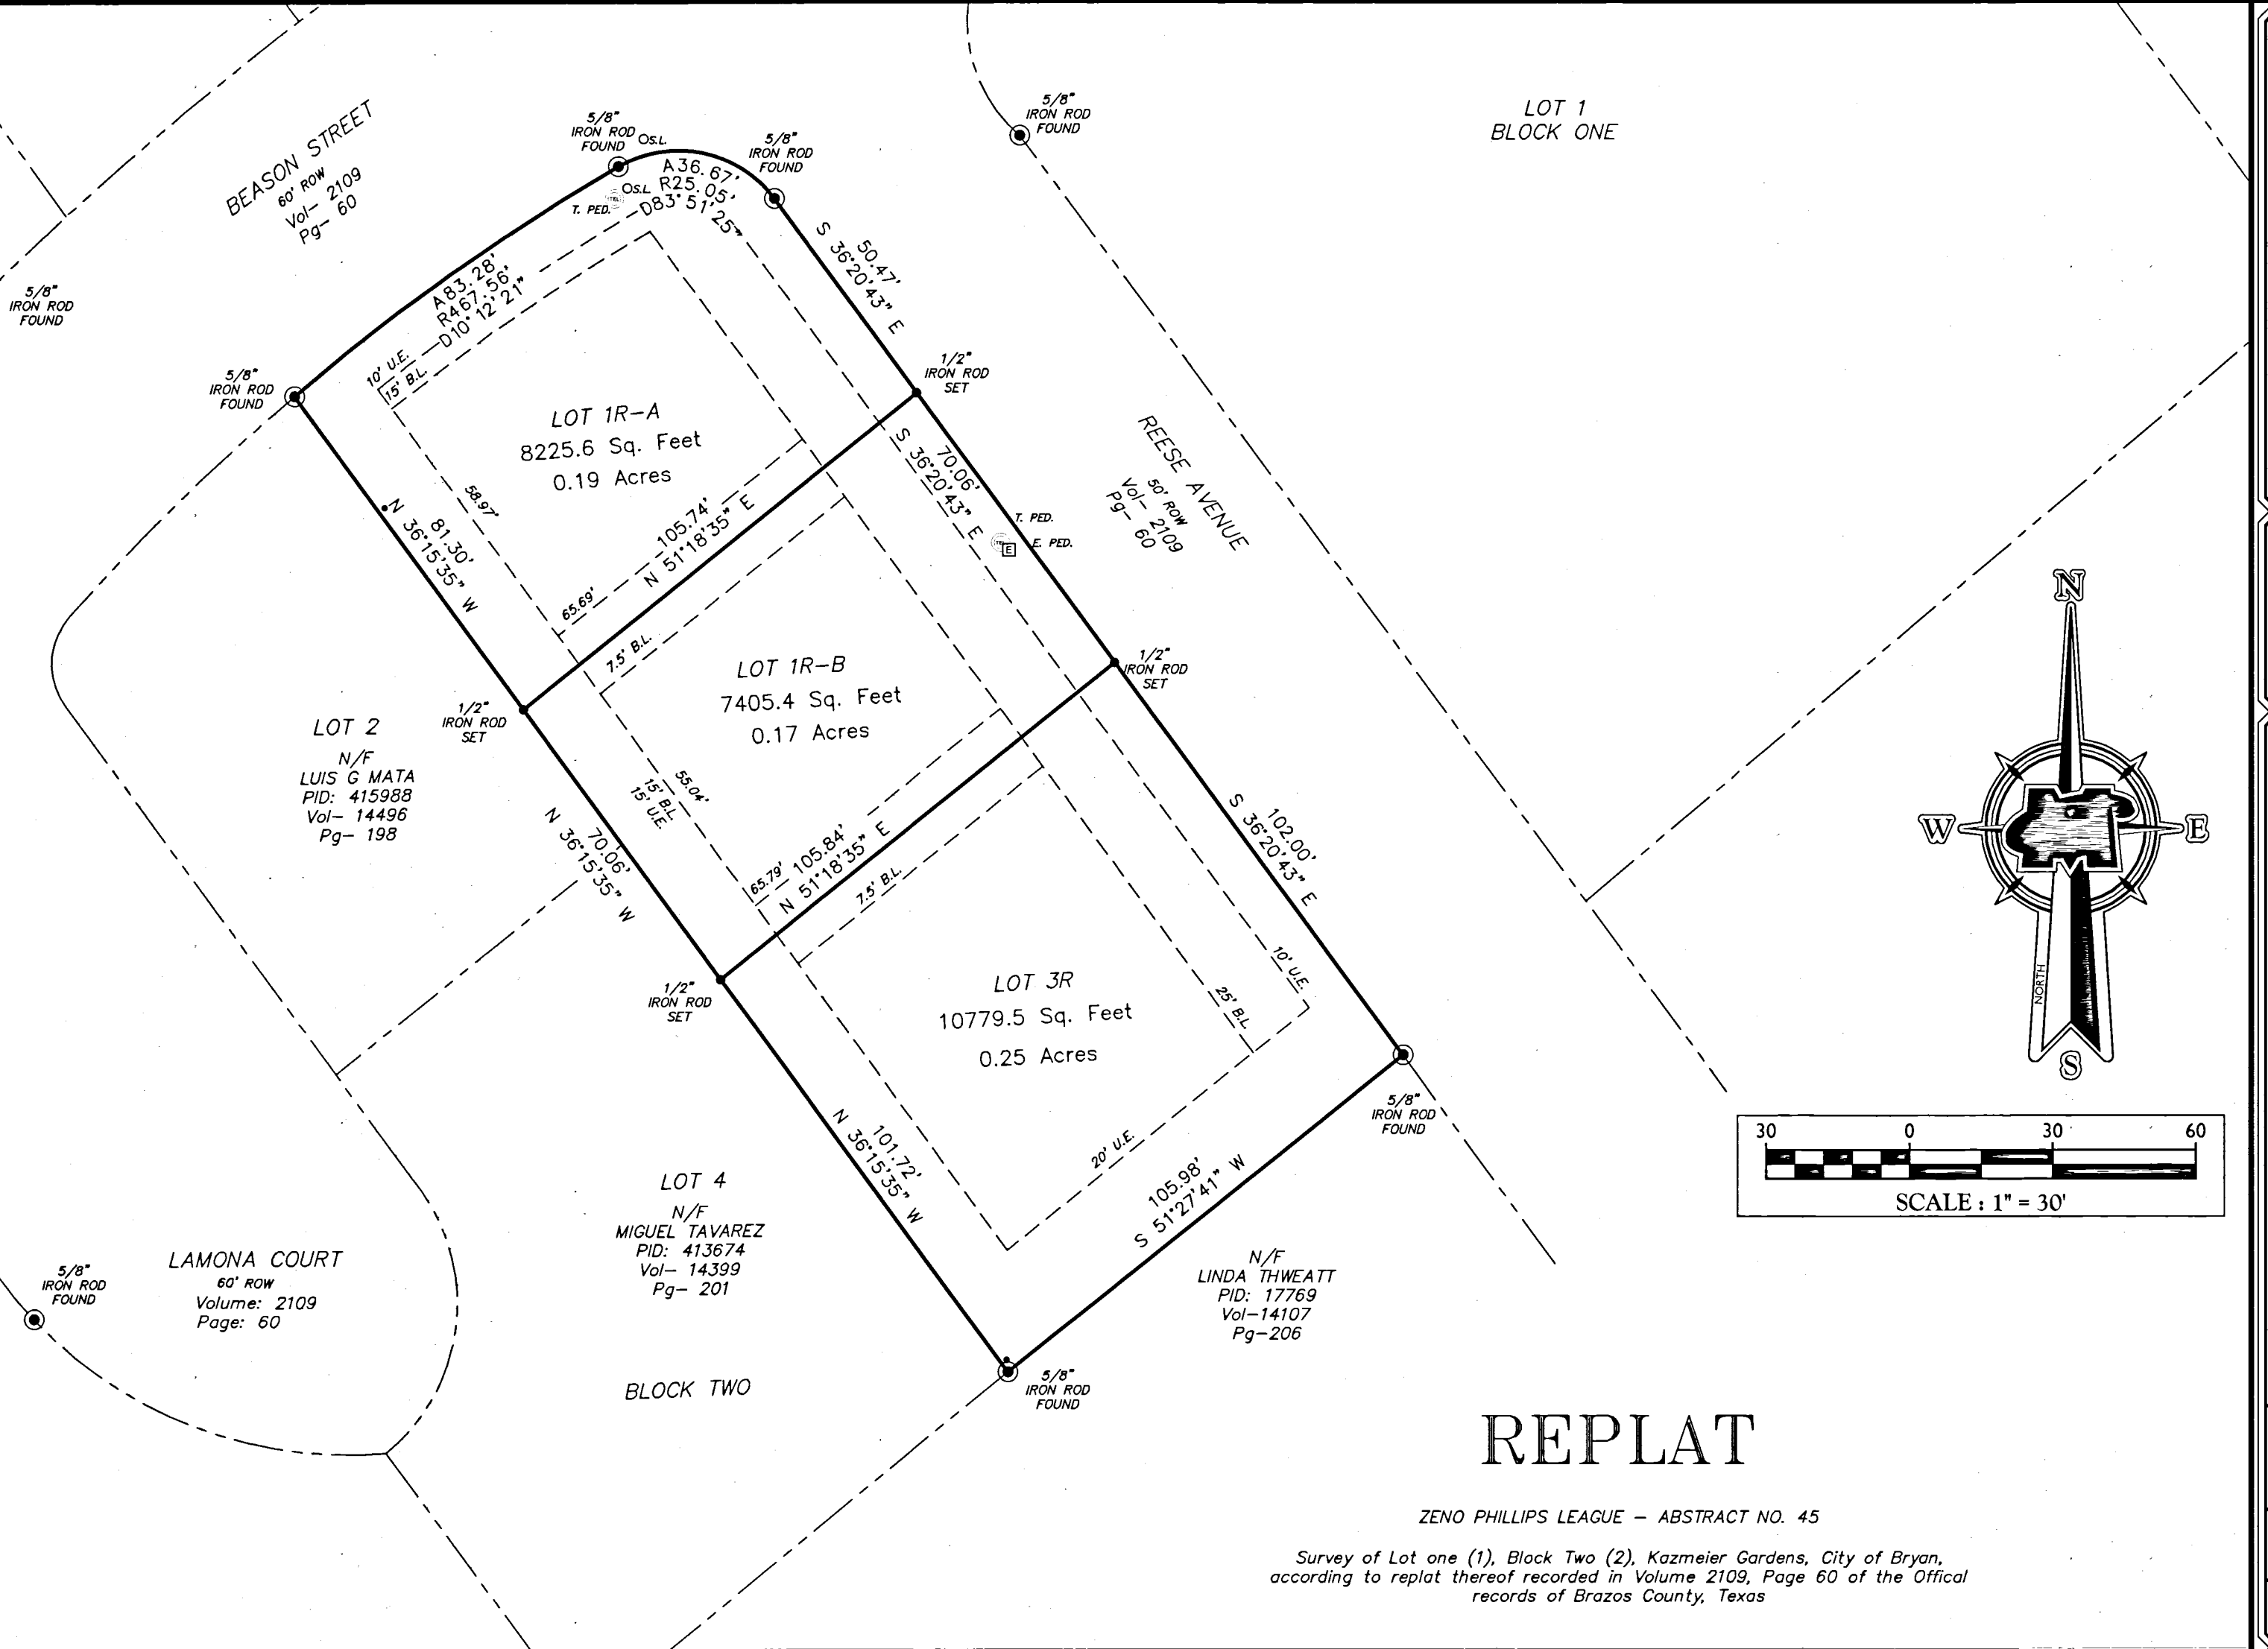 BEASON STREET
60' ROW
Vol- 2109
Pg- 60
5/8"
IRON ROD
FOUND
5/8"
IRON ROD
FOUND
5/8"
IRON ROD
FOUND
Os.L.
5/8"
IRON ROD
FOUND
A36.67'
R25.05'
D83°51'25"
Os.L.
T. PED.
5/8"
IRON ROD
FOUND
LOT 1
BLOCK ONE
A83.28'
R467.56'
D10°12'21"
10' U.E.
15' B.L.
50.47'
S 36°20'43" E
1/2"
IRON ROD
SET
LOT 1R-A
8225.6 Sq. Feet
0.19 Acres
58.97'
81.30'
N 36°15'35" W
65.69'
105.74'
N 51°18'35" E
70.06'
S 36°20'43" E
T. PED.
E
E. PED.
REESE AVENUE
50' ROW
Vol- 2109
Pg- 60
7.5' B.L.
LOT 1R-B
7405.4 Sq. Feet
0.17 Acres
1/2"
IRON ROD
SET
1/2"
IRON ROD
SET
LOT 2
N/F
LUIS G MATA
PID: 415988
Vol- 14496
Pg- 198
55.04'
15' B.L
15' U.E.
70.06'
N 36°15'35" W
65.79'
105.84'
N 51°18'35" E
7.5' B.L.
102.00'
S 36°20'43" E
1/2"
IRON ROD
SET
LOT 3R
10779.5 Sq. Feet
0.25 Acres
10' U.E.
25' B.L
20' U.E.
5/8"
IRON ROD
FOUND
101.72'
N 36°15'35" W
105.98'
S 51°27'41" W
LOT 4
N/F
MIGUEL TAVAREZ
PID: 413674
Vol- 14399
Pg- 201
N/F
LINDA THWEATT
PID: 17769
Vol-14107
Pg-206
5/8"
IRON ROD
FOUND
LAMONA COURT
60' ROW
Volume: 2109
Page: 60
5/8"
IRON ROD
FOUND
BLOCK TWO
N
W
E
NORTH
S
30 0 30 60
SCALE : 1" = 30'
REPLAT
ZENO PHILLIPS LEAGUE - ABSTRACT NO. 45
Survey of Lot one (1), Block Two (2), Kazmeier Gardens, City of Bryan,
according to replat thereof recorded in Volume 2109, Page 60 of the Offical
records of Brazos County, Texas